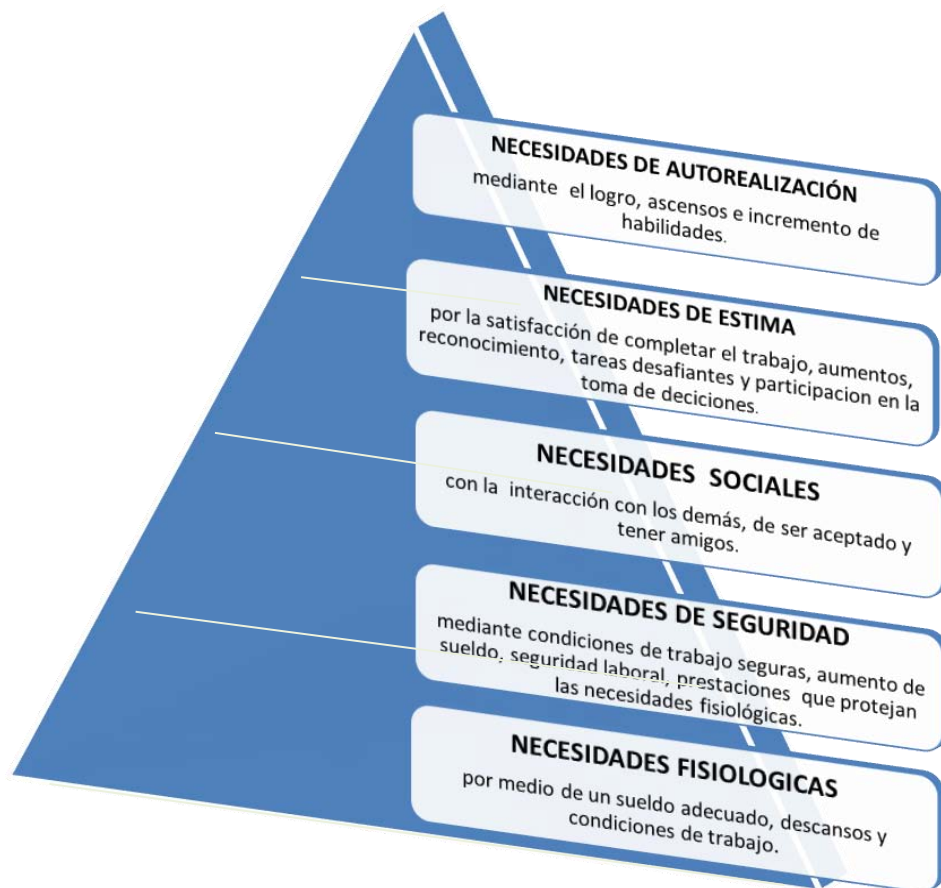 NECESIDADES DE AUTOREALIZACIÓN
mediante el logro, ascensos e incremento de
habilidades.
NECESIDADES DE ESTIMA
por la satisfacción de completar el trabajo, aumentos,
reconocimiento, tareas desafiantes y participacion en la
toma de deciciones.
NECESIDADES SOCIALES
con la interacción con los demás, de ser aceptado y
tener amigos.
NECESIDADES DE SEGURIDAD
mediante condiciones de trabajo seguras, aumento de
sueldo, seguridad laboral, prestaciones que protejan
las necesidades fisiológicas.
NECESIDADES FISIOLOGICAS
por medio de un sueldo adecuado, descansos y
condiciones de trabajo.